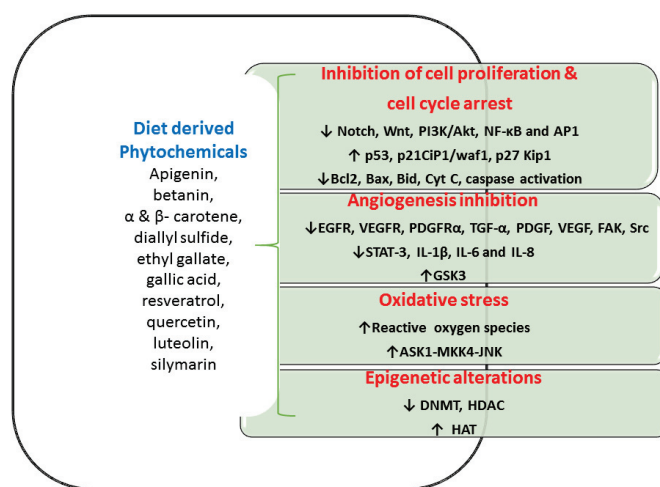 Diet derived
Phytochemicals
Apigenin,
betanin,
α & β- carotene,
diallyl sulfide,
ethyl gallate,
gallic acid,
resveratrol,
quercetin,
luteolin,
silymarin
Inhibition of cell proliferation &
cell cycle arrest
↓ Notch, Wnt, PI3K/Akt, NF-κB and AP1
↑ p53, p21CiP1/waf1, p27 Kip1
↓Bcl2, Bax, Bid, Cyt C, caspase activation
Angiogenesis inhibition
↓EGFR, VEGFR, PDGFRα, TGF-α, PDGF, VEGF, FAK, Src
↓STAT-3, IL-1β, IL-6 and IL-8
↑GSK3
Oxidative stress
↑Reactive oxygen species
↑ASK1-MKK4-JNK
Epigenetic alterations
↓ DNMT, HDAC
↑ HAT